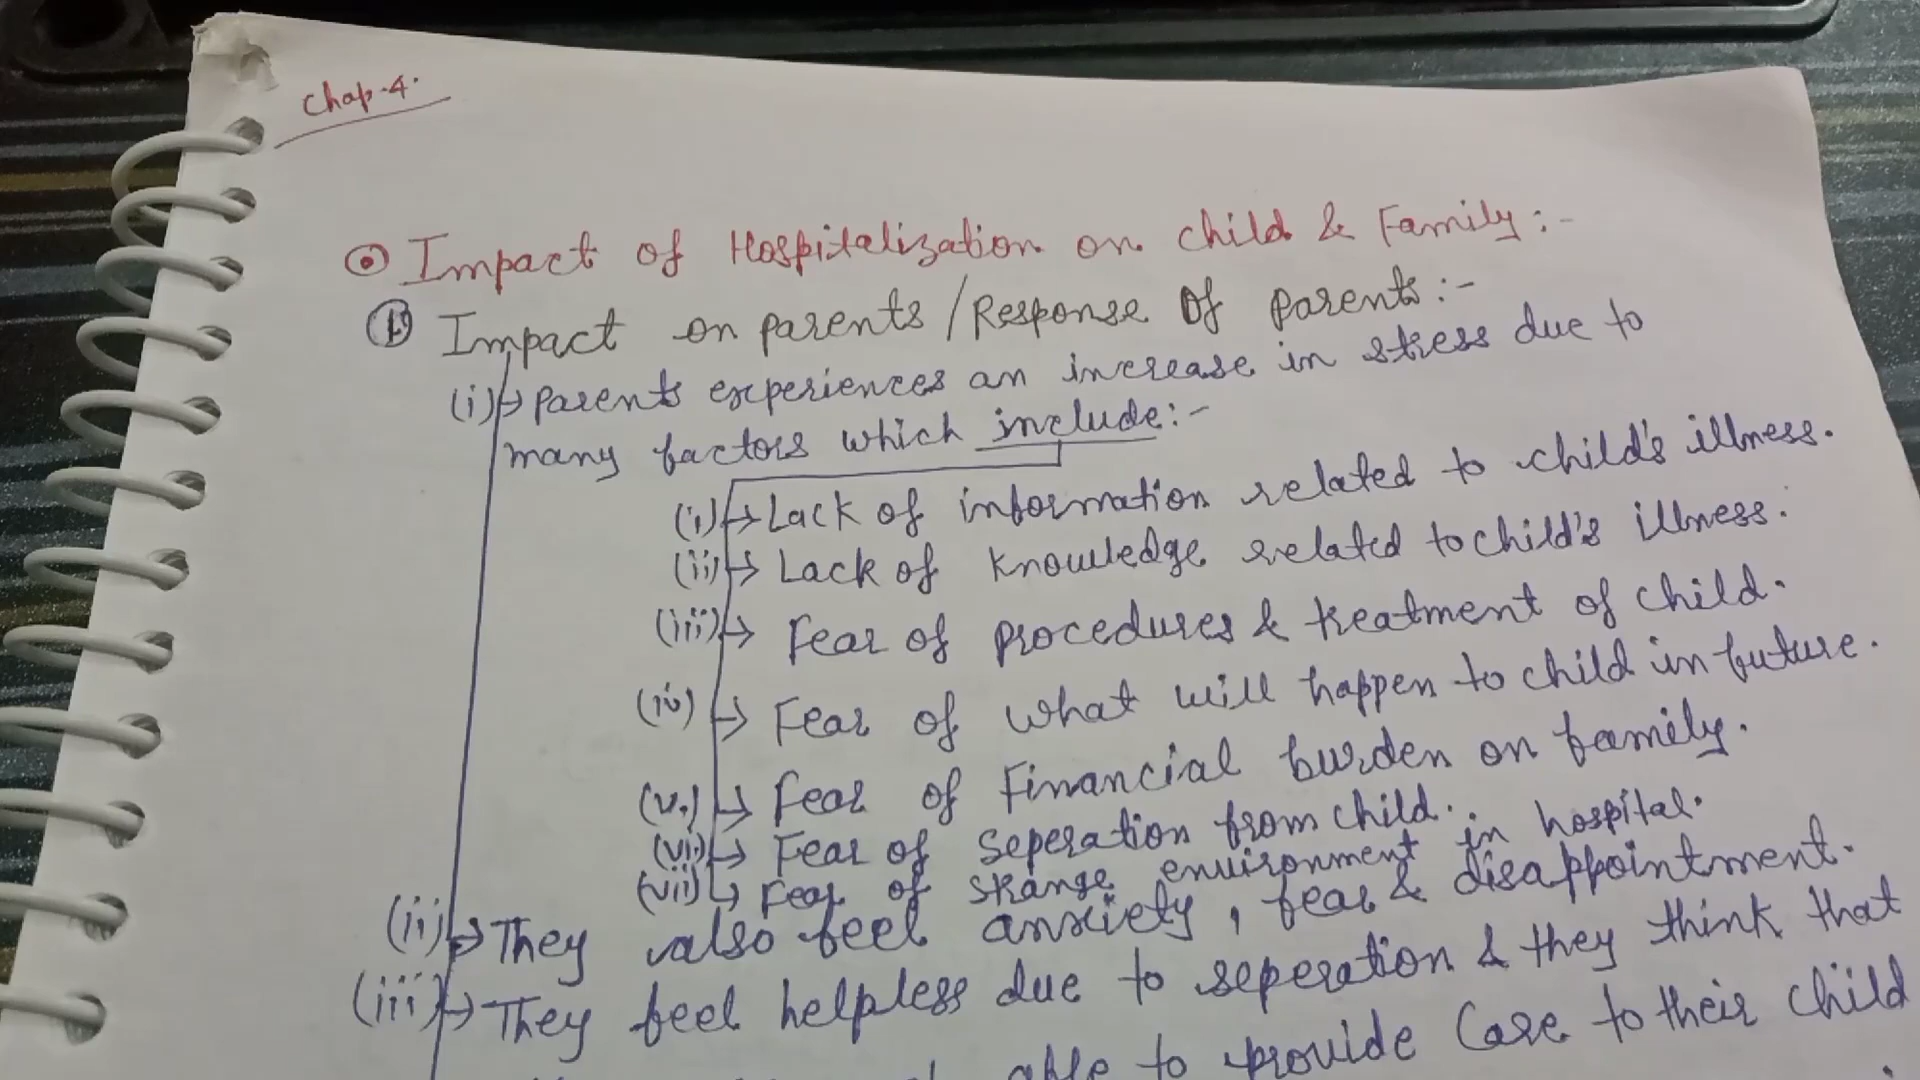 Chap-4.
Impact of Hospitalization on child & Family:-
Impact on parents/Response of parents:-
(i) → Parents experiences an increase in stress due to
many factors which include:-
(i) → Lack of information related to child's illness.
(ii) → Lack of knowledge related to child's illness.
(iii) → Fear of procedures & treatment of child.
(iv) → Fear of what will happen to child in future.
(v.) → Fear of Financial burden on family.
(vi) → Fear of seperation from child.
(vii) → Fear of strange environment in hospital.
(ii) → They also feel anxiety, fear & disappointment.
(iii) → They feel helpless due to seperation & they think that
able to provide care to their child